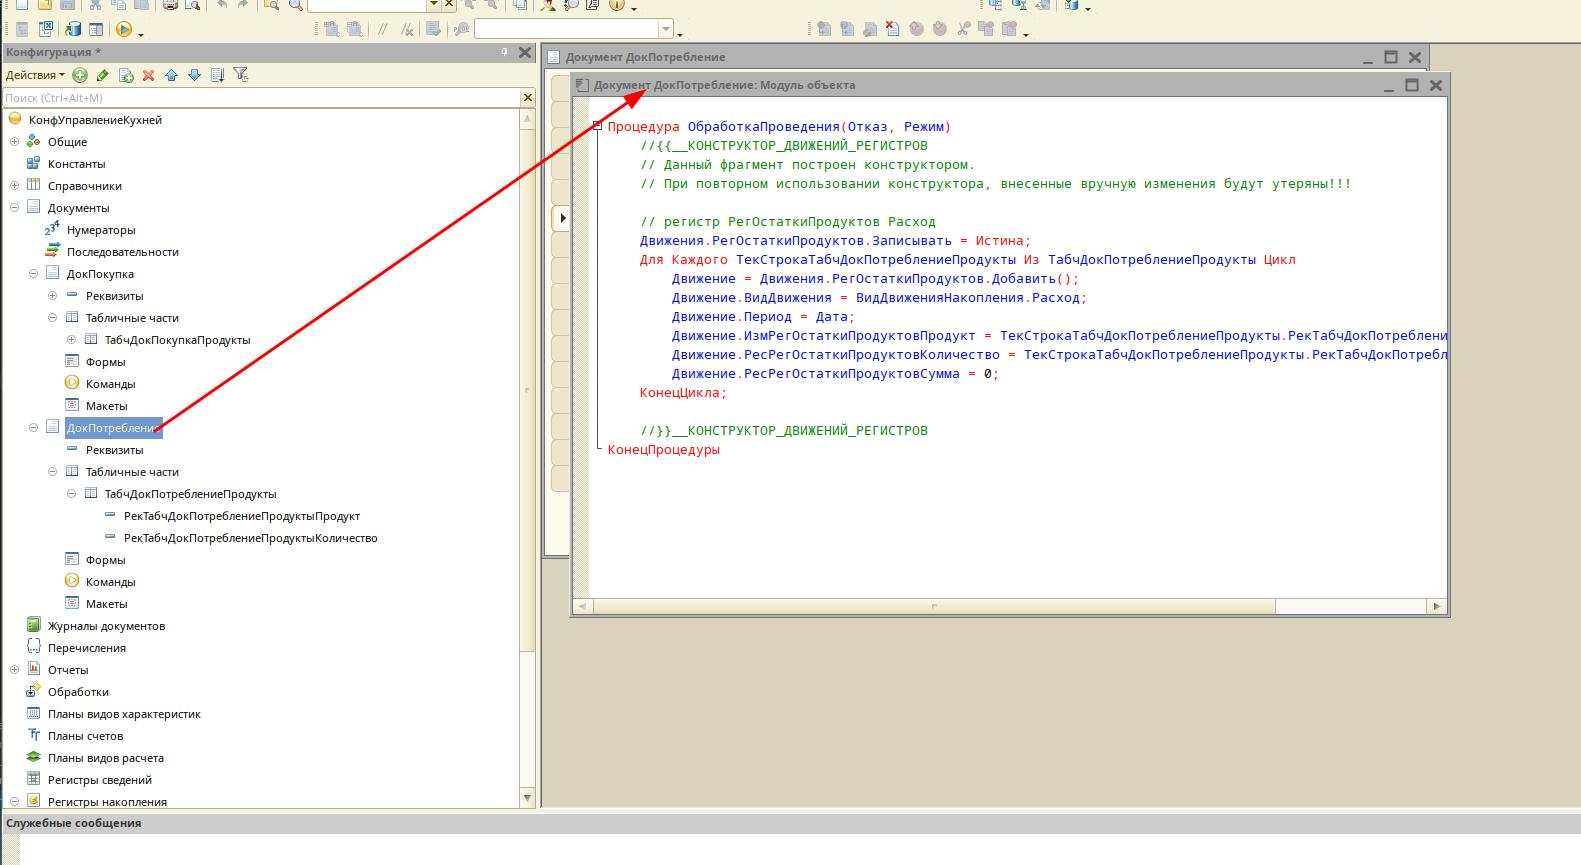 Конфигурация *
Действия
Поиск (Ctrl+Alt+M)
КонфУправлениеКухней
Общие
Константы
Справочники
Документы
Нумераторы
Последовательности
ДокПокупка
Реквизиты
Табличные части
ТабчДокПокупкаПродукты
Формы
Команды
Макеты
ДокПотребление
Реквизиты
Табличные части
ТабчДокПотреблениеПродукты
РекТабчДокПотреблениеПродуктыПродукт
РекТабчДокПотреблениеПродуктыКоличество
Формы
Команды
Макеты
Журналы документов
Перечисления
Отчеты
Обработки
Планы видов характеристик
Планы счетов
Планы видов расчета
Регистры сведений
Регистры накопления
Документ ДокПотребление
Документ ДокПотребление: Модуль объекта
Процедура ОбработкаПроведения(Отказ, Режим)
//{{__КОНСТРУКТОР_ДВИЖЕНИЙ_РЕГИСТРОВ
// Данный фрагмент построен конструктором.
// При повторном использовании конструктора, внесенные вручную изменения будут утеряны!!!
// регистр РегОстаткиПродуктов Расход
Движения.РегОстаткиПродуктов.Записывать = Истина;
Для Каждого ТекСтрокаТабчДокПотреблениеПродукты Из ТабчДокПотреблениеПродукты Цикл
Движение = Движения.РегОстаткиПродуктов.Добавить();
Движение.ВидДвижения = ВидДвиженияНакопления.Расход;
Движение.Период = Дата;
Движение.ИзмРегОстаткиПродуктовПродукт = ТекСтрокаТабчДокПотреблениеПродукты.РекТабчДокПотреблени
Движение.РесРегОстаткиПродуктовКоличество = ТекСтрокаТабчДокПотреблениеПродукты.РекТабчДокПотребл
Движение.РесРегОстаткиПродуктовСумма = 0;
КонецЦикла;
//}}__КОНСТРУКТОР_ДВИЖЕНИЙ_РЕГИСТРОВ
КонецПроцедуры
Служебные сообщения